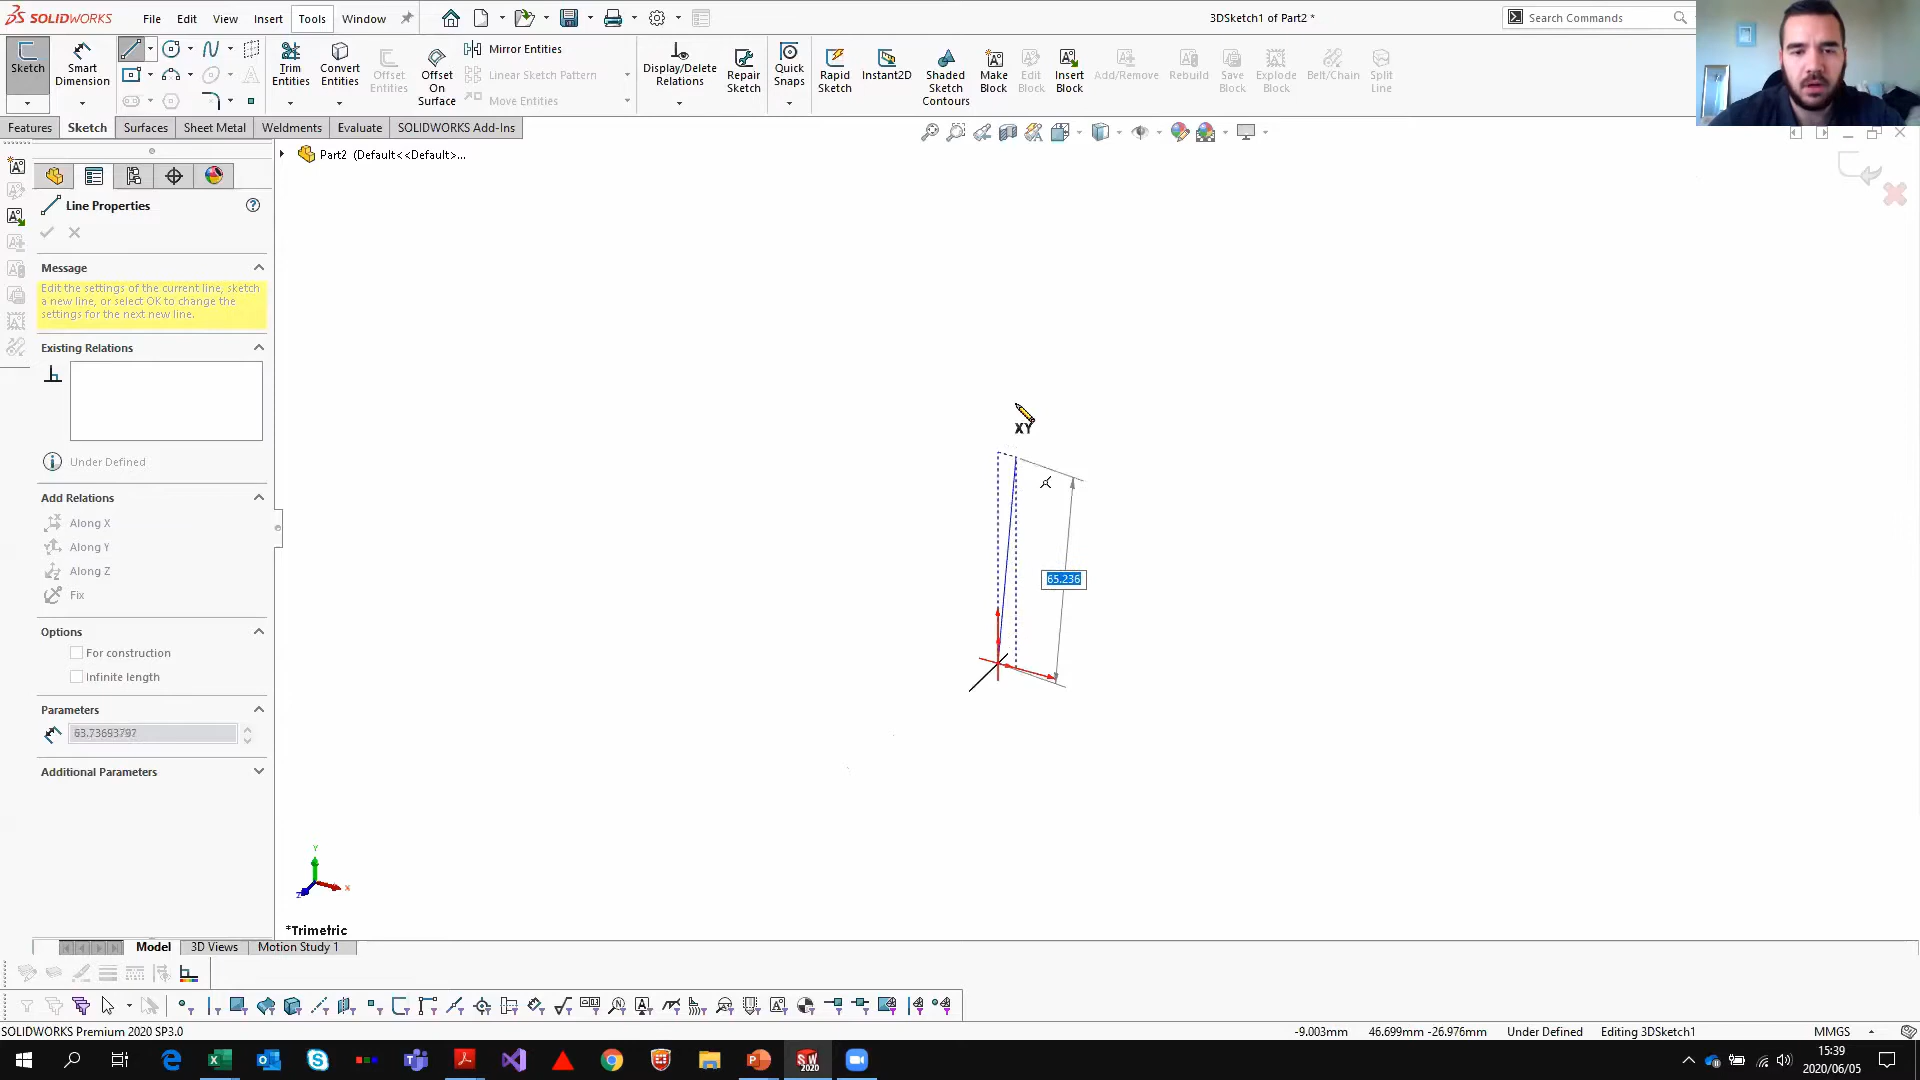 SOLIDWORKS
File
Edit
View
Insert
Tools
Window
3DSketch1 of Part2 *
Search Commands
Sketch
Smart
Dimension
Trim
Entities
Convert
Entities
Offset
Entities
Offset
On
Surface
Mirror Entities
Linear Sketch Pattern
Move Entities
Display/Delete
Relations
Repair
Sketch
Quick
Snaps
Rapid
Sketch
Instant2D
Shaded
Sketch
Contours
Make
Block
Edit
Block
Insert
Block
Add/Remove
Rebuild
Save
Block
Explode
Block
Belt/Chain
Split
Line
Features
Sketch
Surfaces
Sheet Metal
Weldments
Evaluate
SOLIDWORKS Add-Ins
Part2 (Default<<Default>...
Line Properties
Message
Edit the settings of the current line, sketch
a new line, or select OK to change the
settings for the next new line.
Existing Relations
Under Defined
Add Relations
Along X
Along Y
Along Z
Fix
Options
For construction
Infinite length
Parameters
63.73693797
Additional Parameters
XY
65.236
Y
X
Z
*Trimetric
Model
3D Views
Motion Study 1
SOLIDWORKS Premium 2020 SP3.0
-9.003mm
46.699mm -26.976mm
Under Defined
Editing 3DSketch1
MMGS
15:39
2020/06/05